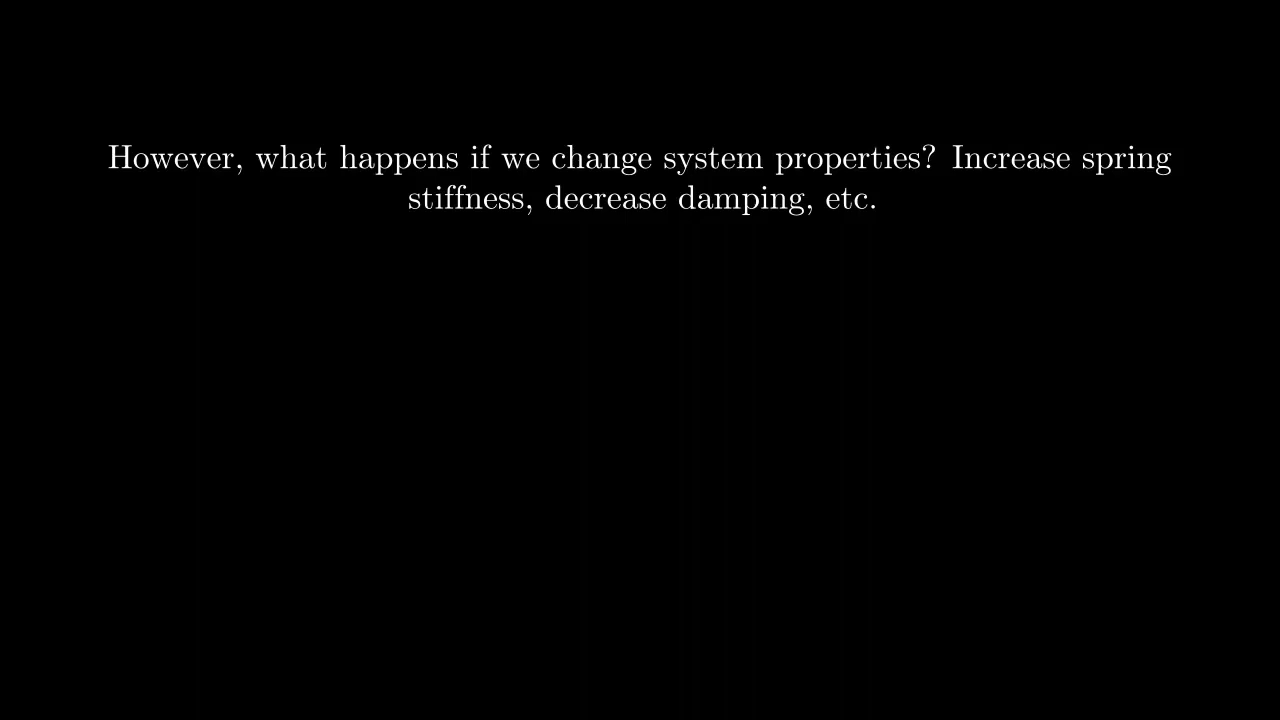 However, what happens if we change system properties? Increase spring
stiffness, decrease damping, etc.